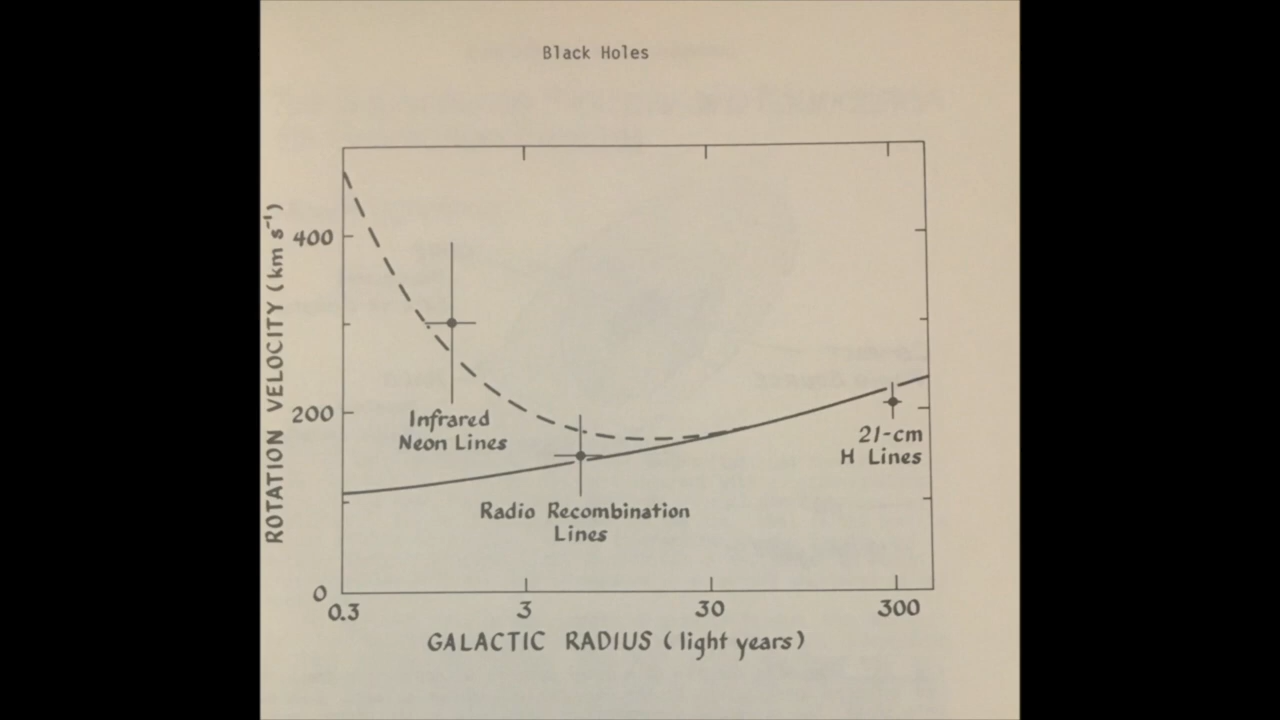 Black Holes
ROTATION VELOCITY (km s⁻¹)
400
200
0
Infrared
Neon Lines
Radio Recombination
Lines
21-cm
H Lines
0.3 3 30 300
GALACTIC RADIUS (light years)